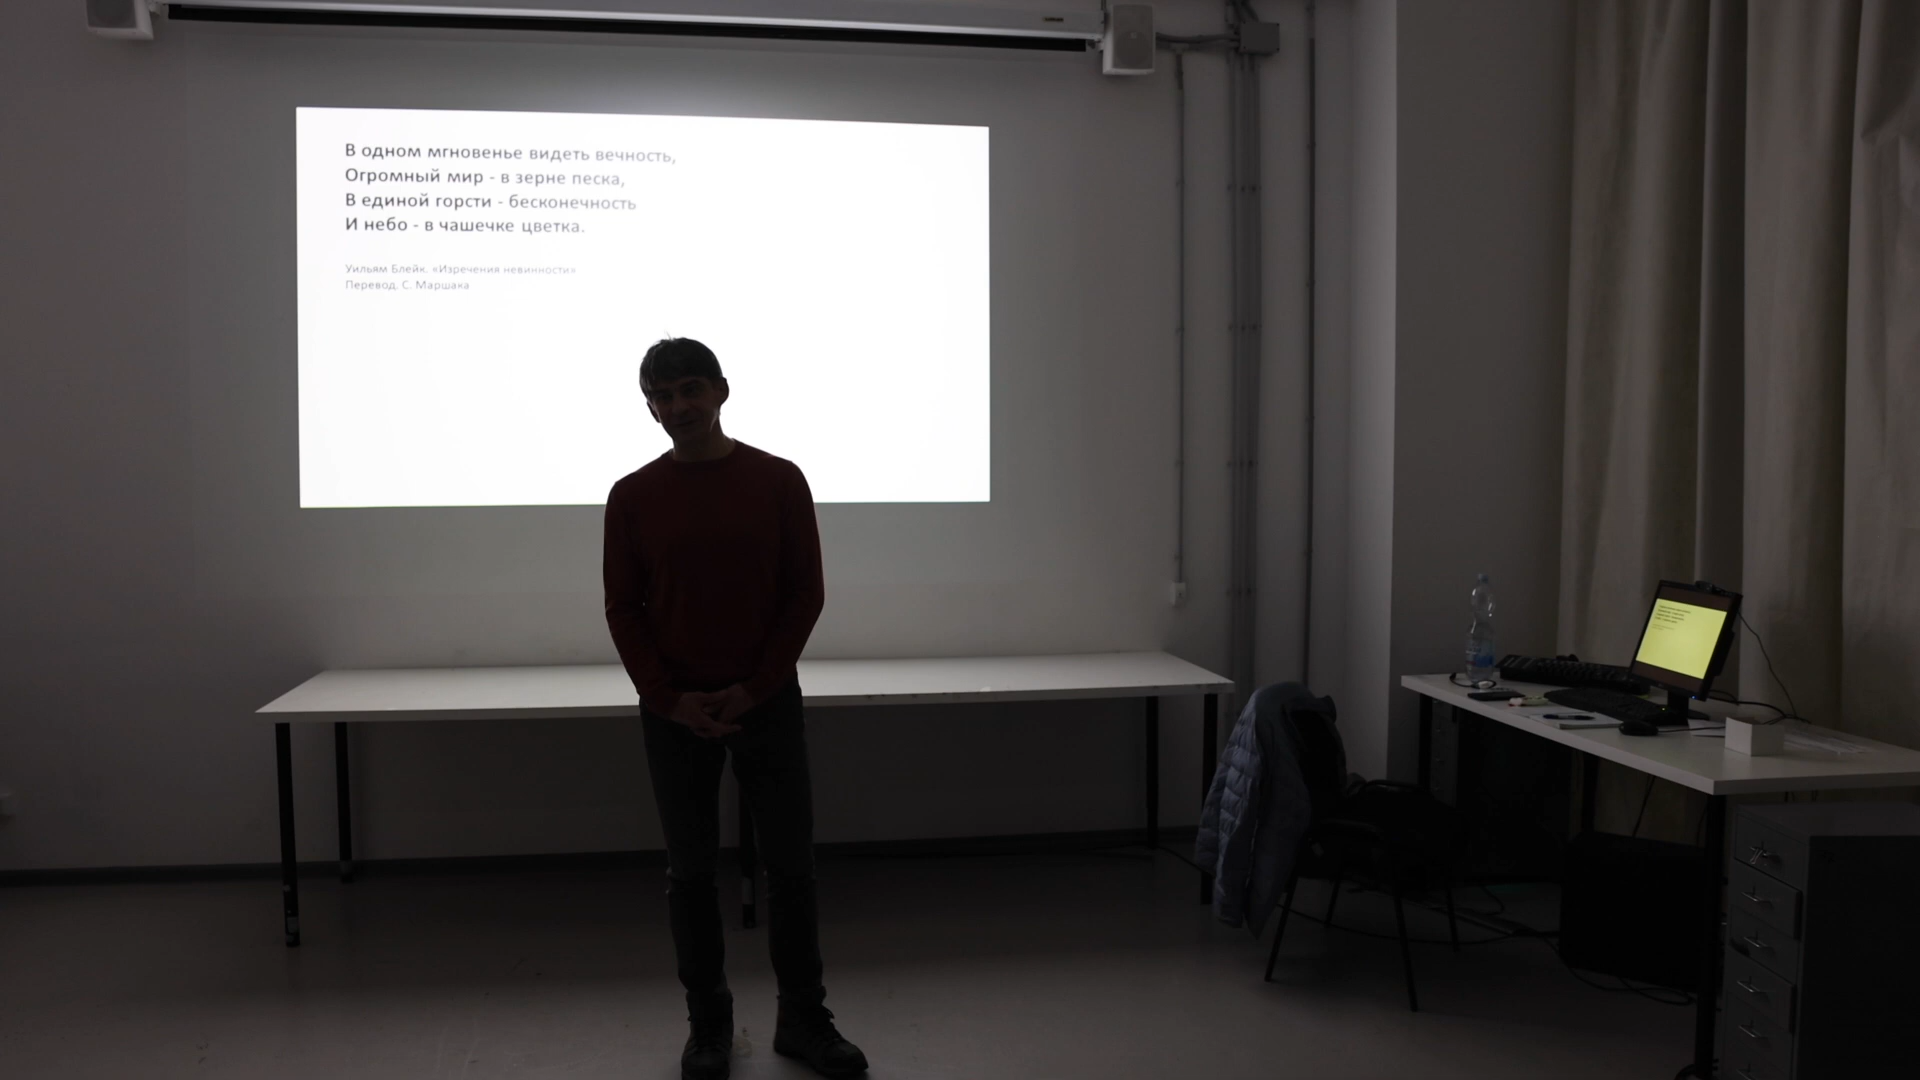 В одном мгновенье видеть вечность,
Огромный мир - в зерне песка,
В единой горсти - бесконечность
И небо - в чашечке цветка.
Уильям Блейк. «Изречения невинности»
Перевод. С. Маршака